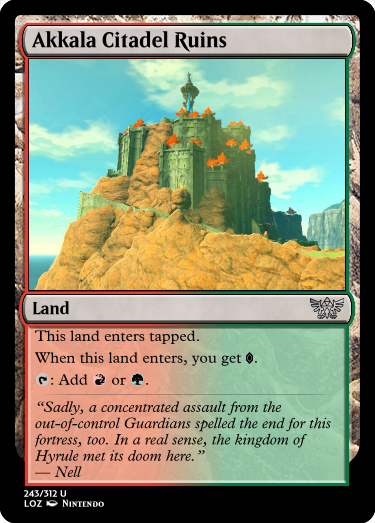 Akkala Citadel Ruins
Land
This land enters tapped.
When this land enters, you get .
: Add or .
“Sadly, a concentrated assault from the
out-of-control Guardians spelled the end for this
fortress, too. In a real sense, the kingdom of
Hyrule met its doom here.”
— Nell
243/312 U
LOZ Nintendo